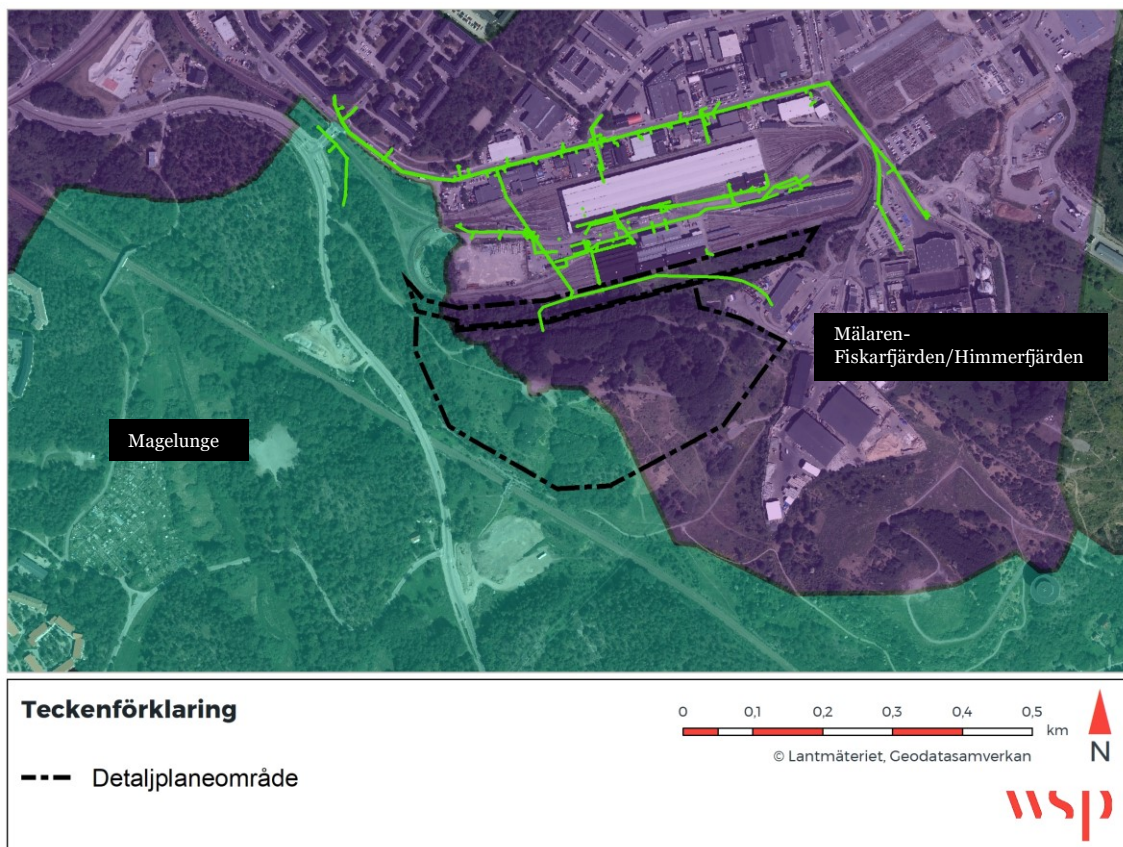 Mälaren-
Fiskarfjärden/Himmerfjärden
Magelunge
Teckenförklaring
0 0,1 0,2 0,3 0,4 0,5
km
© Lantmäteriet, Geodatasamverkan
N
Detaljplaneområde
wsp